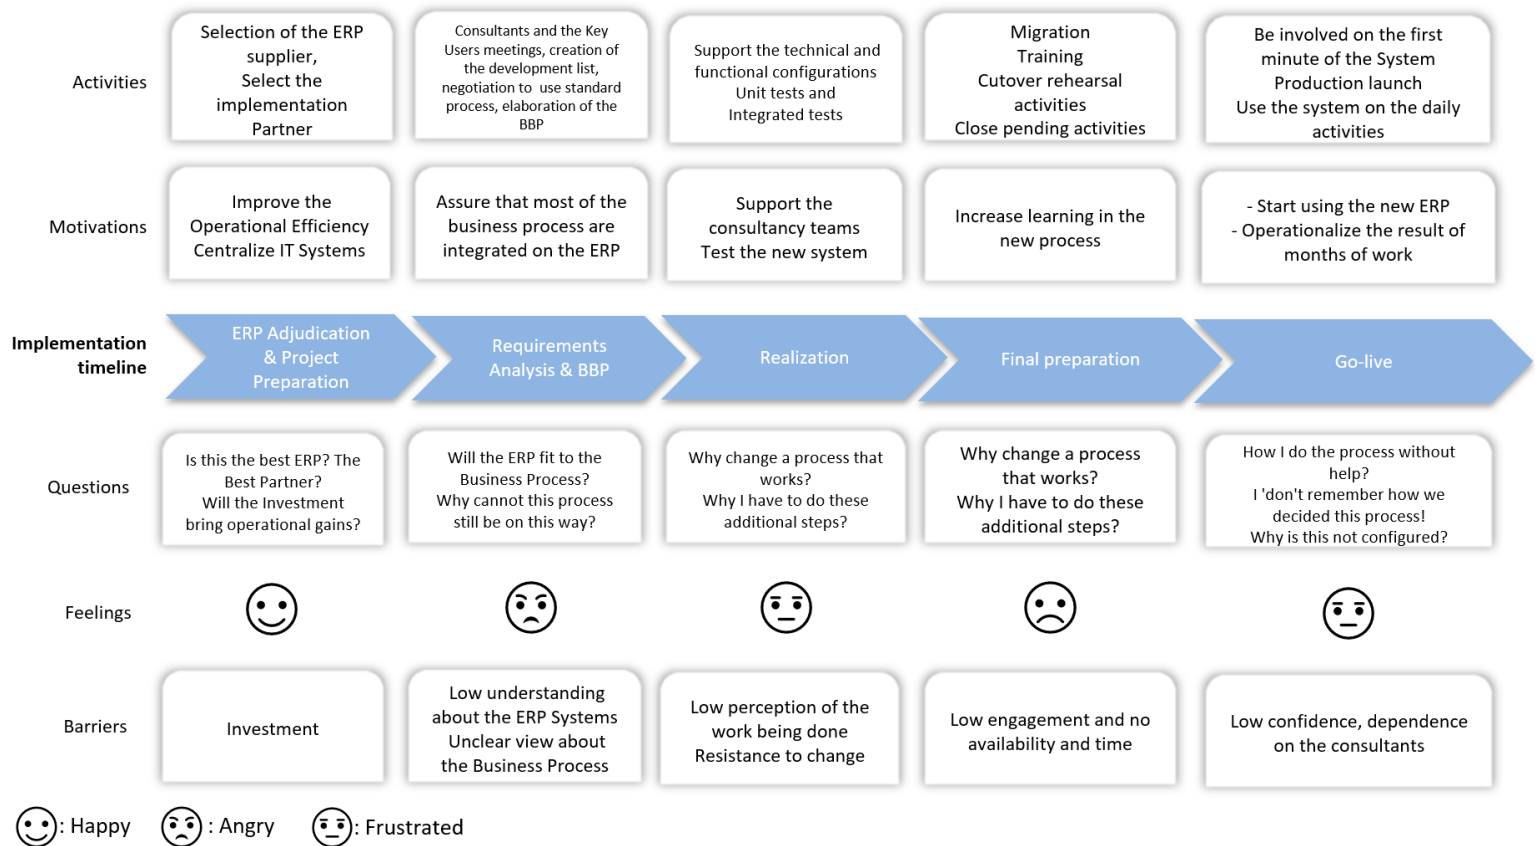 Activities
Selection of the ERP
supplier,
Select the
implementation
Partner
Consultants and the Key
Users meetings, creation of
the development list,
negotiation to  use standard
process, elaboration of the
BBP
Support the technical and
functional configurations
Unit tests and
Integrated tests
Migration
Training
Cutover rehearsal
activities
Close pending activities
Be involved on the first
minute of the System
Production launch
Use the system on the daily
activities
Motivations
Improve the
Operational Efficiency
Centralize IT Systems
Assure that most of the
business process are
integrated on the ERP
Support the
consultancy teams
Test the new system
Increase learning in the
new process
- Start using the new ERP
- Operationalize the result of
months of work
Implementation
timeline
ERP Adjudication
& Project
Preparation
Requirements
Analysis & BBP
Realization
Final preparation
Go-live
Questions
Is this the best ERP? The
Best Partner?
Will the Investment
bring operational gains?
Will the ERP fit to the
Business Process?
Why cannot this process
still be on this way?
Why change a process that
works?
Why I have to do these
additional steps?
Why change a process
that works?
Why I have to do these
additional steps?
How I do the process without
help?
I 'don't remember how we
decided this process!
Why is this not configured?
Feelings
Barriers
Investment
Low understanding
about the ERP Systems
Unclear view about
the Business Process
Low perception of the
work being done
Resistance to change
Low engagement and no
availability and time
Low confidence, dependence
on the consultants
: Happy
: Angry
: Frustrated